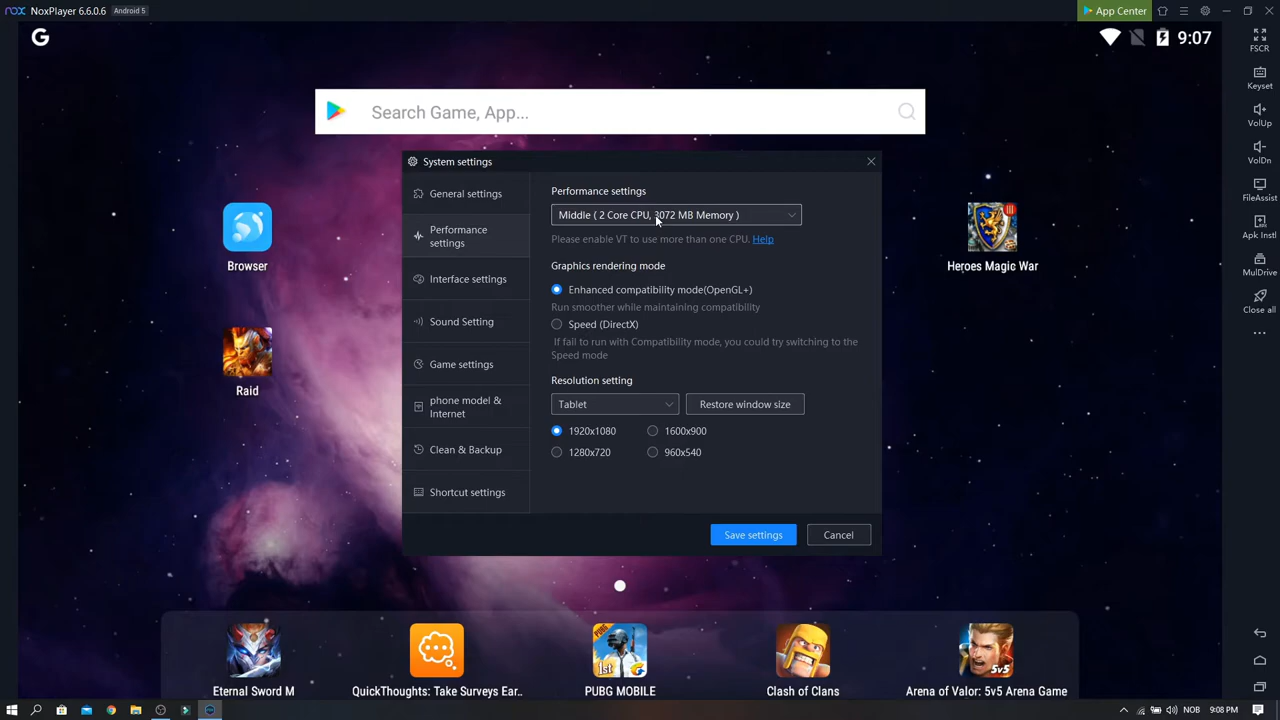 nox NoxPlayer 6.6.0.6 Android 5
App Center
G
9:07
Search Game, App...
FSCR
Keyset
VolUp
VolDn
FileAssist
Apk Instl
MulDrive
Close all
Browser
Raid
Heroes Magic War
System settings
General settings
Performance
settings
Interface settings
Sound Setting
Game settings
phone model &
Internet
Clean & Backup
Shortcut settings
Performance settings
Middle ( 2 Core CPU, 3072 MB Memory )
Please enable VT to use more than one CPU. Help
Graphics rendering mode
Enhanced compatibility mode(OpenGL+)
Run smoother while maintaining compatibility
Speed (DirectX)
If fail to run with Compatibility mode, you could try switching to the
Speed mode
Resolution setting
Tablet
Restore window size
1920x1080 1600x900
1280x720 960x540
Save settings
Cancel
1st
5v5
Eternal Sword M
QuickThoughts: Take Surveys Ear..
PUBG MOBILE
Clash of Clans
Arena of Valor: 5v5 Arena Game
NOB 9:08 PM